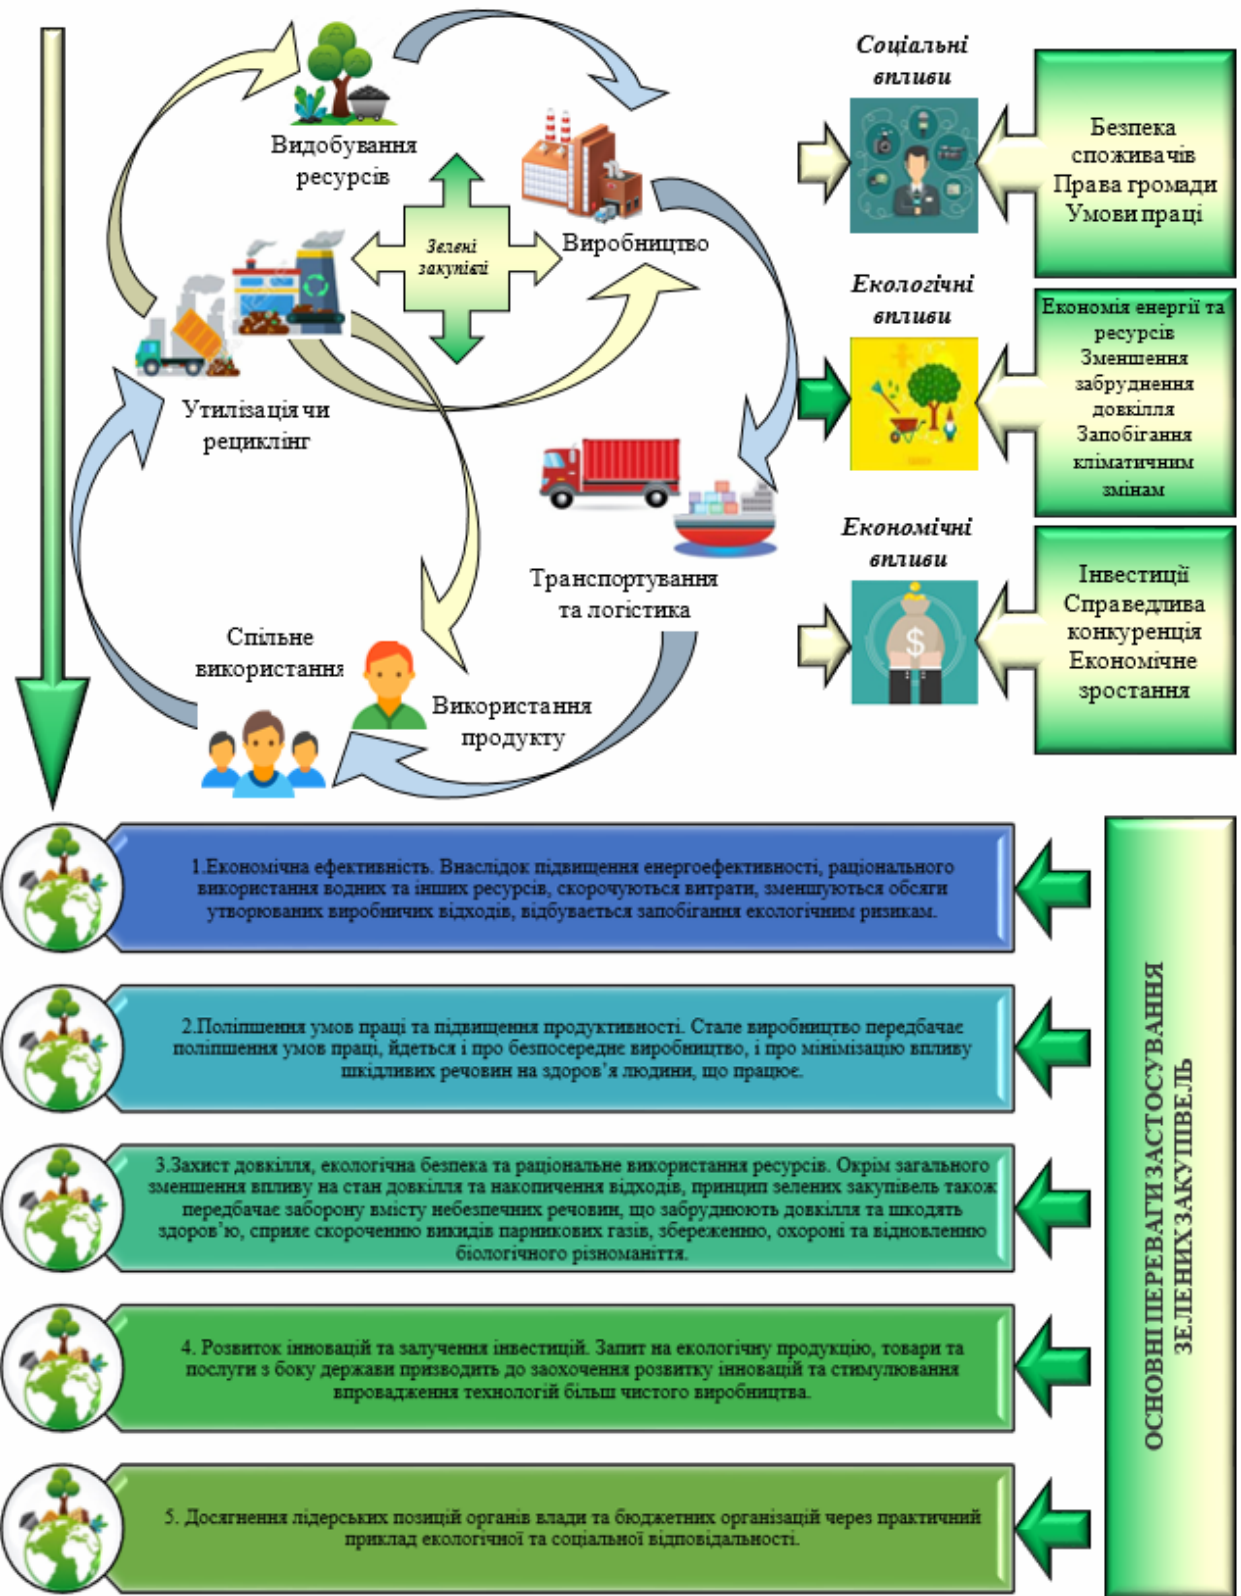 Видобування
ресурсів
Виробництво
Зелені
закупівлі
Утилізація чи
рециклінг
Транспортування
та логістика
Спільне
використання
Використання
продукту
Соціальні
впливи
Безпека
споживачів
Права громади
Умови праці
Екологічні
впливи
Економія енергії та
ресурсів
Зменшення
забруднення
довкілля
Запобігання
кліматичним
змінам
Економічні
впливи
Інвестиції
Справедлива
конкуренція
Економічне
зростання
$
1.Економічна ефективність. Внаслідок підвищення енергоефективності, раціонального
використання водних та інших ресурсів, скорочуються витрати, зменшуються обсяги
утворюваних виробничих відходів, відбувається запобігання екологічним ризикам.
2.Поліпшення умов праці та підвищення продуктивності. Стале виробництво передбачає
поліпшення умов праці, йдеться і про безпосереднє виробництво, і про мінімізацію впливу
шкідливих речовин на здоров’я людини, що працює.
3.Захист довкілля, екологічна безпека та раціональне використання ресурсів. Окрім загального
зменшення впливу на стан довкілля та накопичення відходів, принцип зелених закупівель також
передбачає заборону вмісту небезпечних речовин, що забруднюють довкілля та шкодять
здоров’ю, сприяє скороченню викидів парникових газів, збереженню, охороні та відновленню
біологічного різноманіття.
4. Розвиток інновацій та залучення інвестицій. Запит на екологічну продукцію, товари та
послуги з боку держави призводить до заохочення розвитку інновацій та стимулювання
впровадження технологій більш чистого виробництва.
5. Досягнення лідерських позицій органів влади та бюджетних організацій через практичний
приклад екологічної та соціальної відповідальності.
ОСНОВНІ ПЕРЕВАГИ ЗАСТОСУВАННЯ
ЗЕЛЕНИХ ЗАКУПІВЕЛЬ